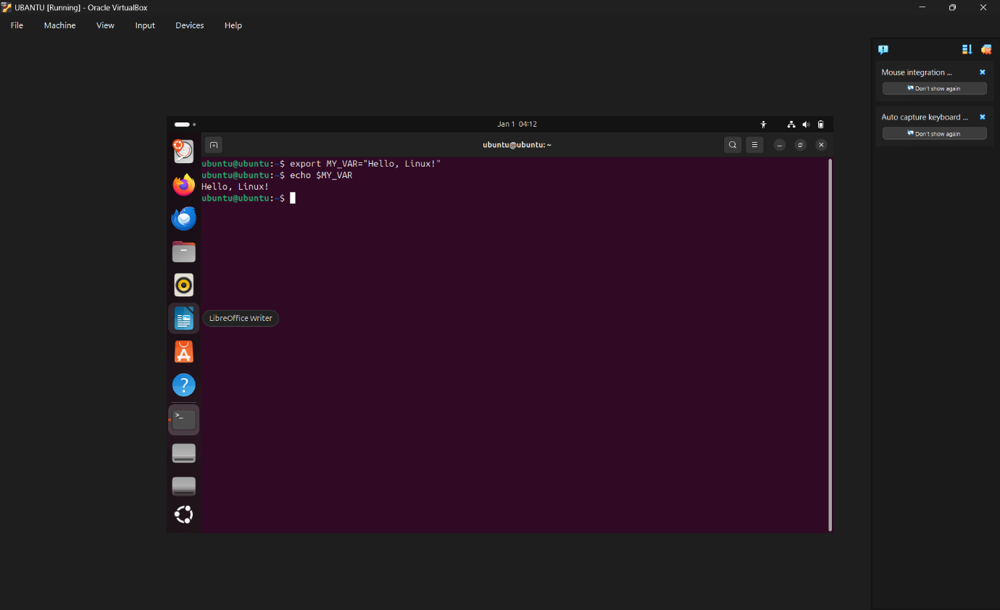 UBANTU [Running] - Oracle VirtualBox
File Machine View Input Devices Help
Mouse integration ...
Don't show again
Auto capture keyboard ...
Don't show again
Jan 1 04:12
ubuntu@ubuntu: ~
ubuntu@ubuntu:~$ export MY_VAR="Hello, Linux!"
ubuntu@ubuntu:~$ echo $MY_VAR
Hello, Linux!
ubuntu@ubuntu:~$
LibreOffice Writer